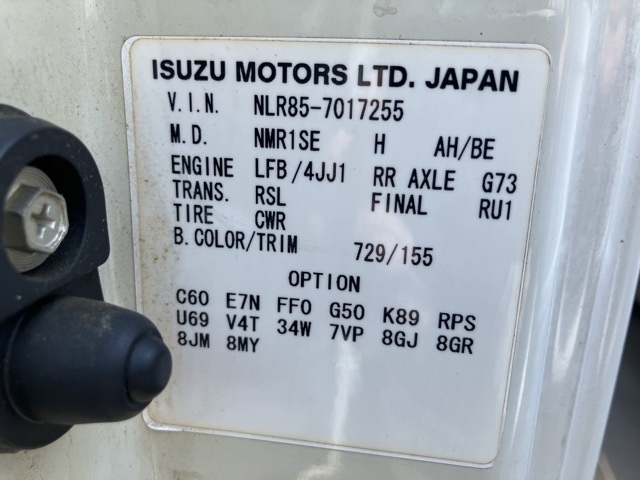 ISUZU MOTORS LTD. JAPAN
V.I.N. NLR85-7017255
M.D. NMR1SE H AH/BE
ENGINE LFB/4JJ1 RR AXLE G73
TRANS. RSL FINAL RU1
TIRE CWR
B.COLOR/TRIM 729/155
OPTION
C60 E7N FF0 G50 K89 RPS
U69 V4T 34W 7VP 8GJ 8GR
8JM 8MY